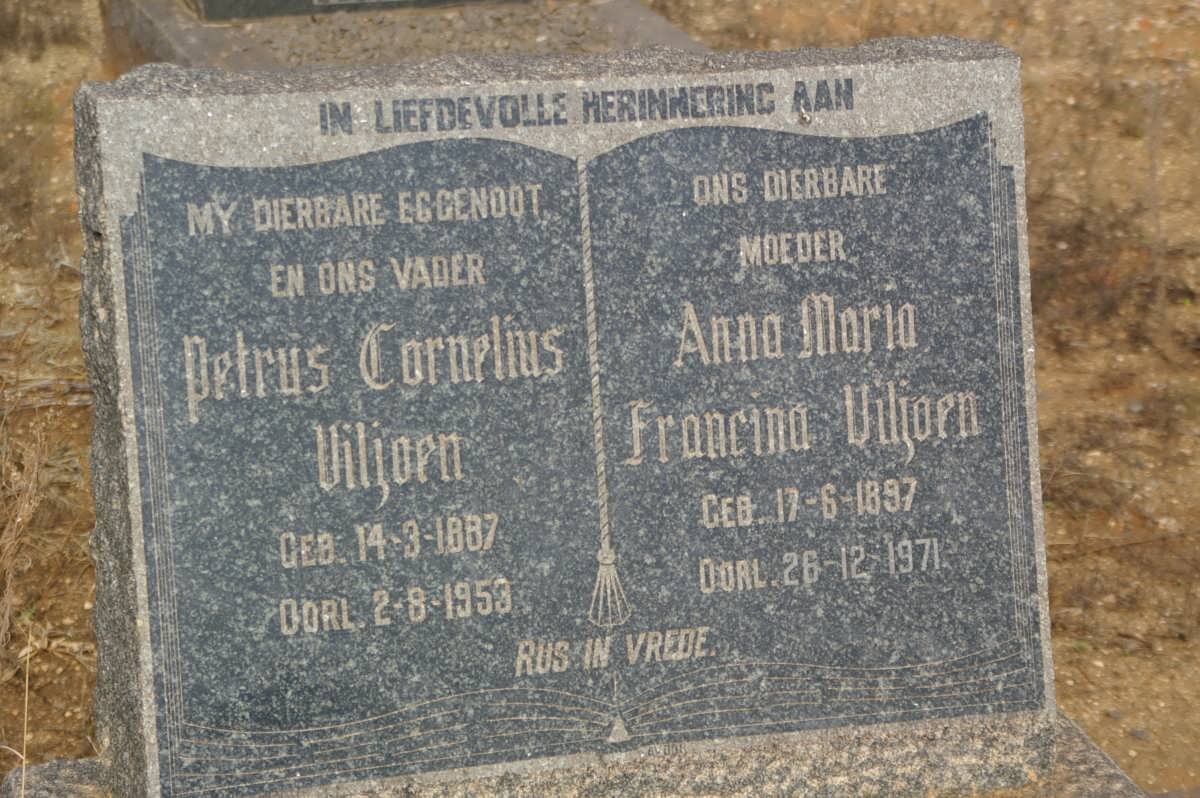 IN LIEFDEVOLLE HERINNERING AAN
MY DIERBARE EGGENOOT
EN ONS VADER
Petrus Cornelius
Viljoen
GEB. 14-3-1887
OORL. 2-8-1953
ONS DIERBARE
MOEDER
Anna Maria
Francina Viljoen
GEB. 17-6-1897
OORL. 26-12-1971
RUS IN VREDE.